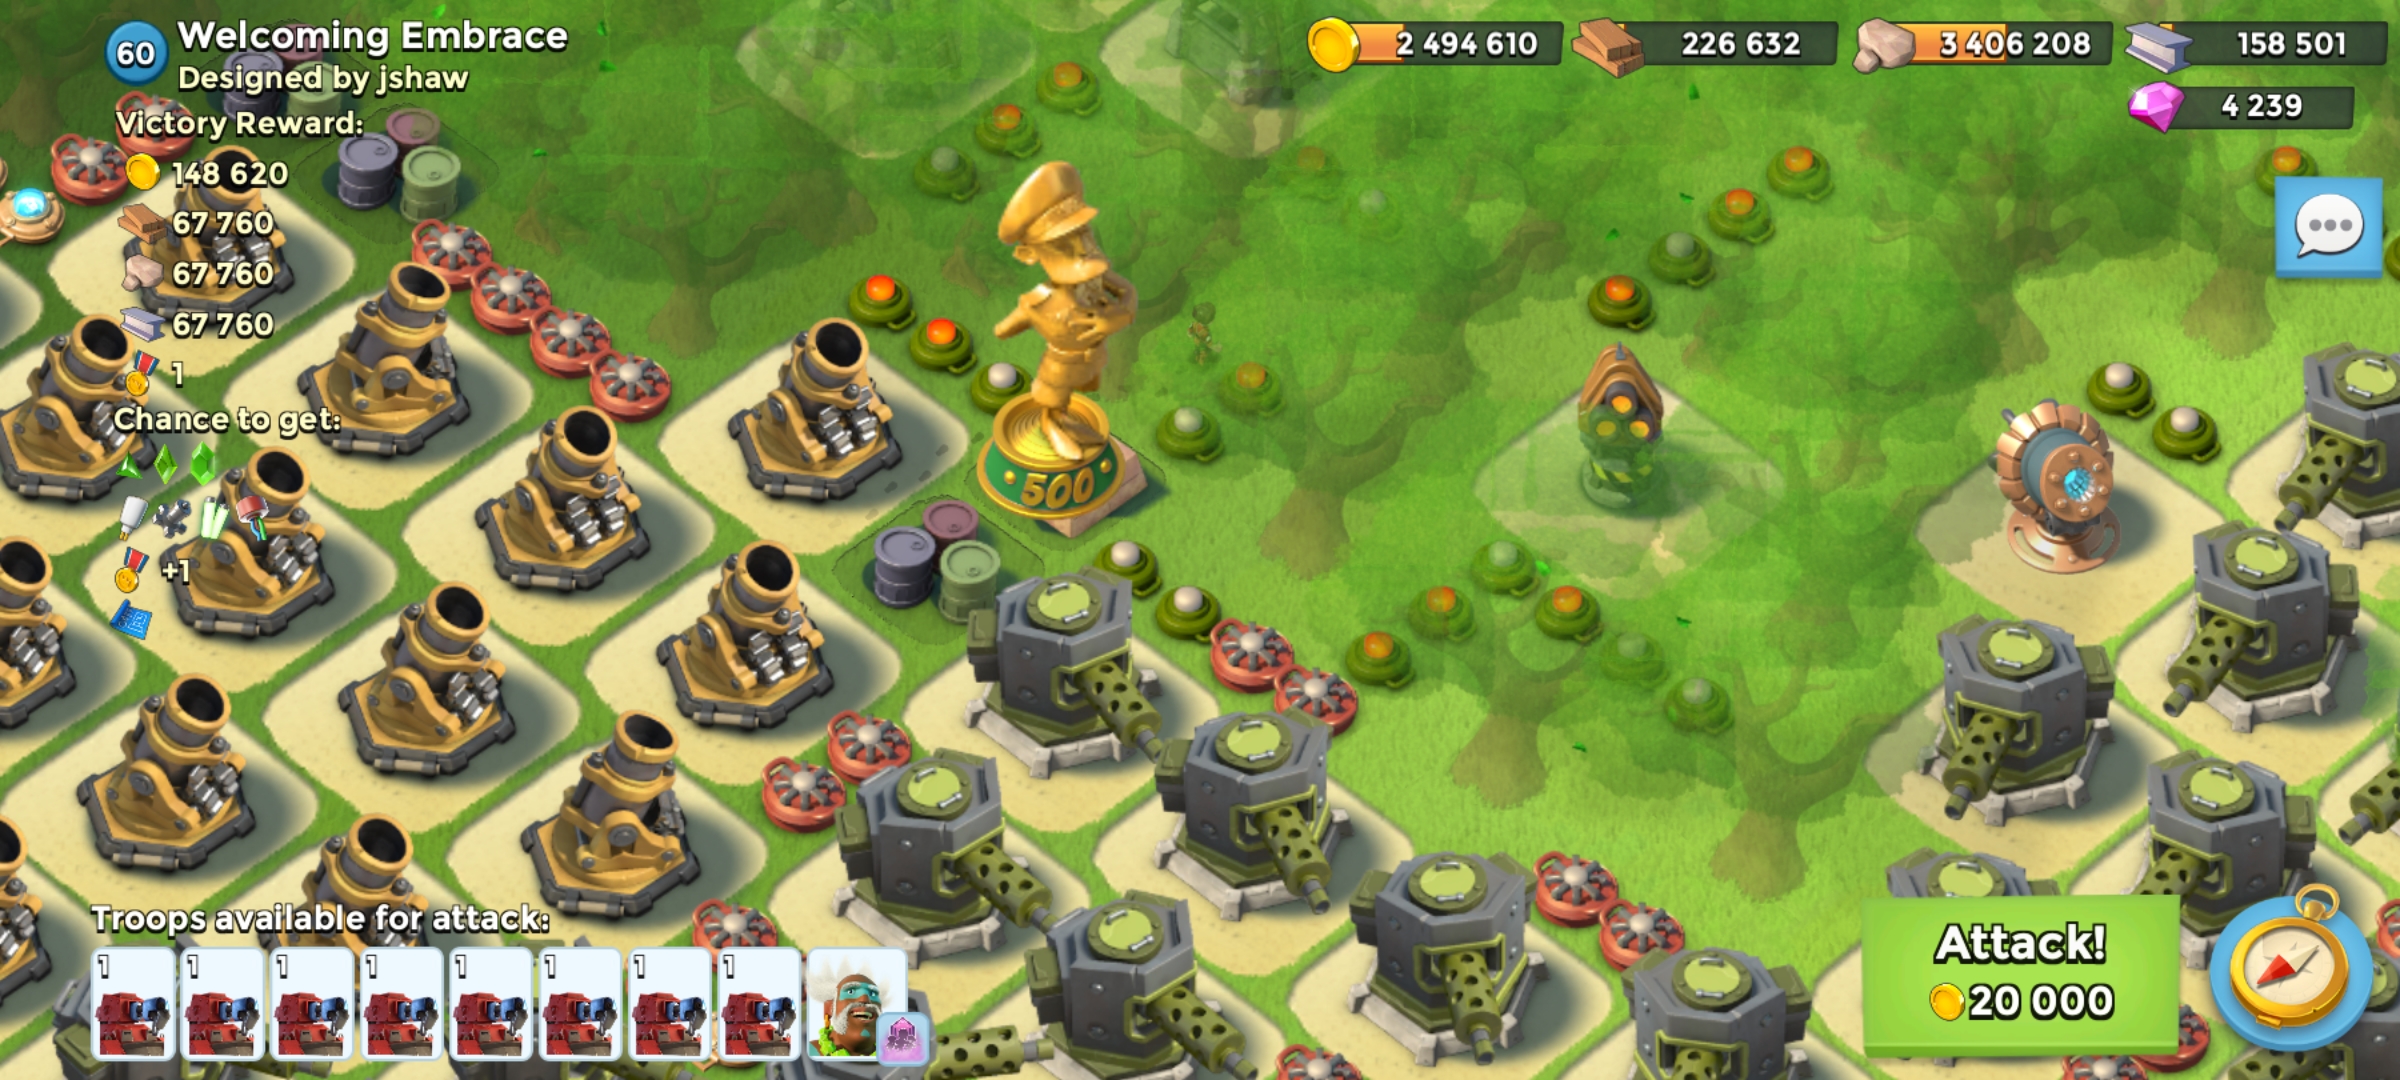 60
Welcoming Embrace
Designed by jshaw
2 494 610
226 632
3 406 208
158 501
4 239
Victory Reward:
148 620
67 760
67 760
67 760
1
Chance to get:
+1
500
Troops available for attack:
1 1 1 1 1 1 1 1
Attack!
20 000